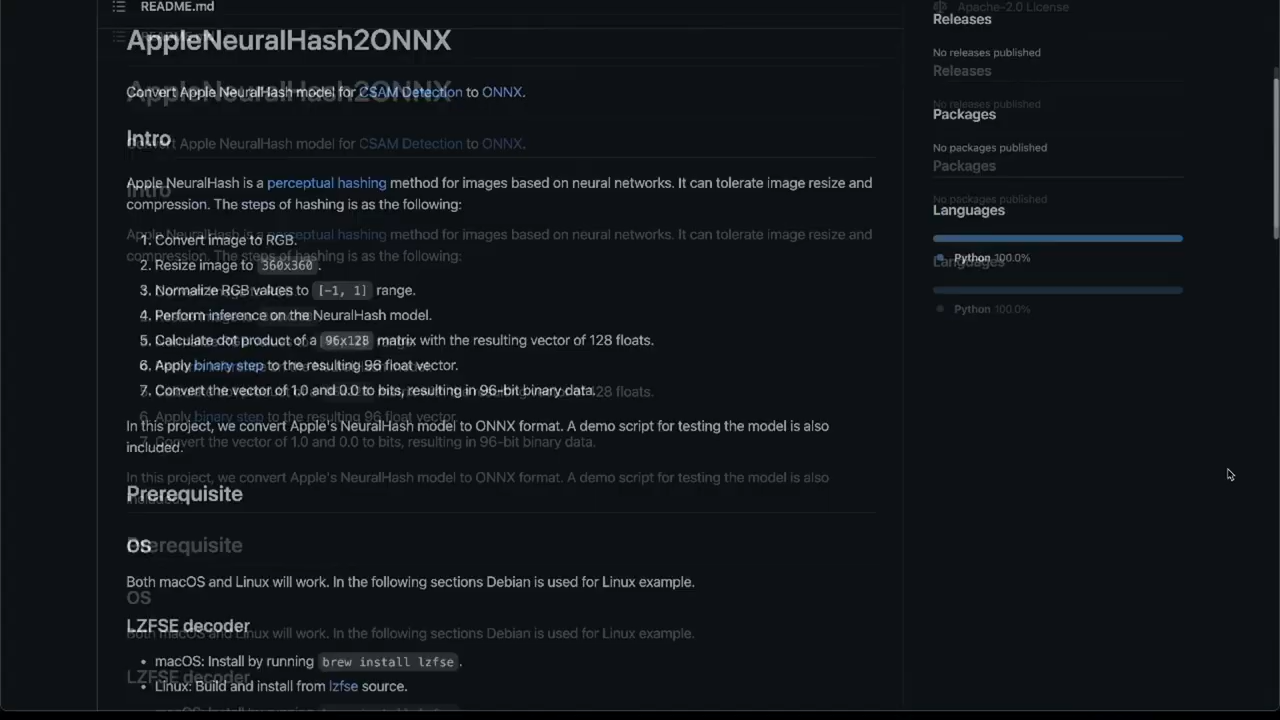 README.md
AppleNeuralHash2ONNX
Convert Apple NeuralHash model for CSAM Detection to ONNX.
Intro
Apple NeuralHash is a perceptual hashing method for images based on neural networks. It can tolerate image resize and
compression. The steps of hashing is as the following:
1. Convert image to RGB.
2. Resize image to 360x360.
3. Normalize RGB values to [-1, 1] range.
4. Perform inference on the NeuralHash model.
5. Calculate dot product of a 96x128 matrix with the resulting vector of 128 floats.
6. Apply binary step to the resulting 96 float vector.
7. Convert the vector of 1.0 and 0.0 to bits, resulting in 96-bit binary data.
In this project, we convert Apple's NeuralHash model to ONNX format. A demo script for testing the model is also
included.
Prerequisite
OS
Both macOS and Linux will work. In the following sections Debian is used for Linux example.
LZFSE decoder
• macOS: Install by running brew install lzfse.
• Linux: Build and install from lzfse source.
Apache-2.0 License
Releases
No releases published
Packages
No packages published
Languages
Python 100.0%